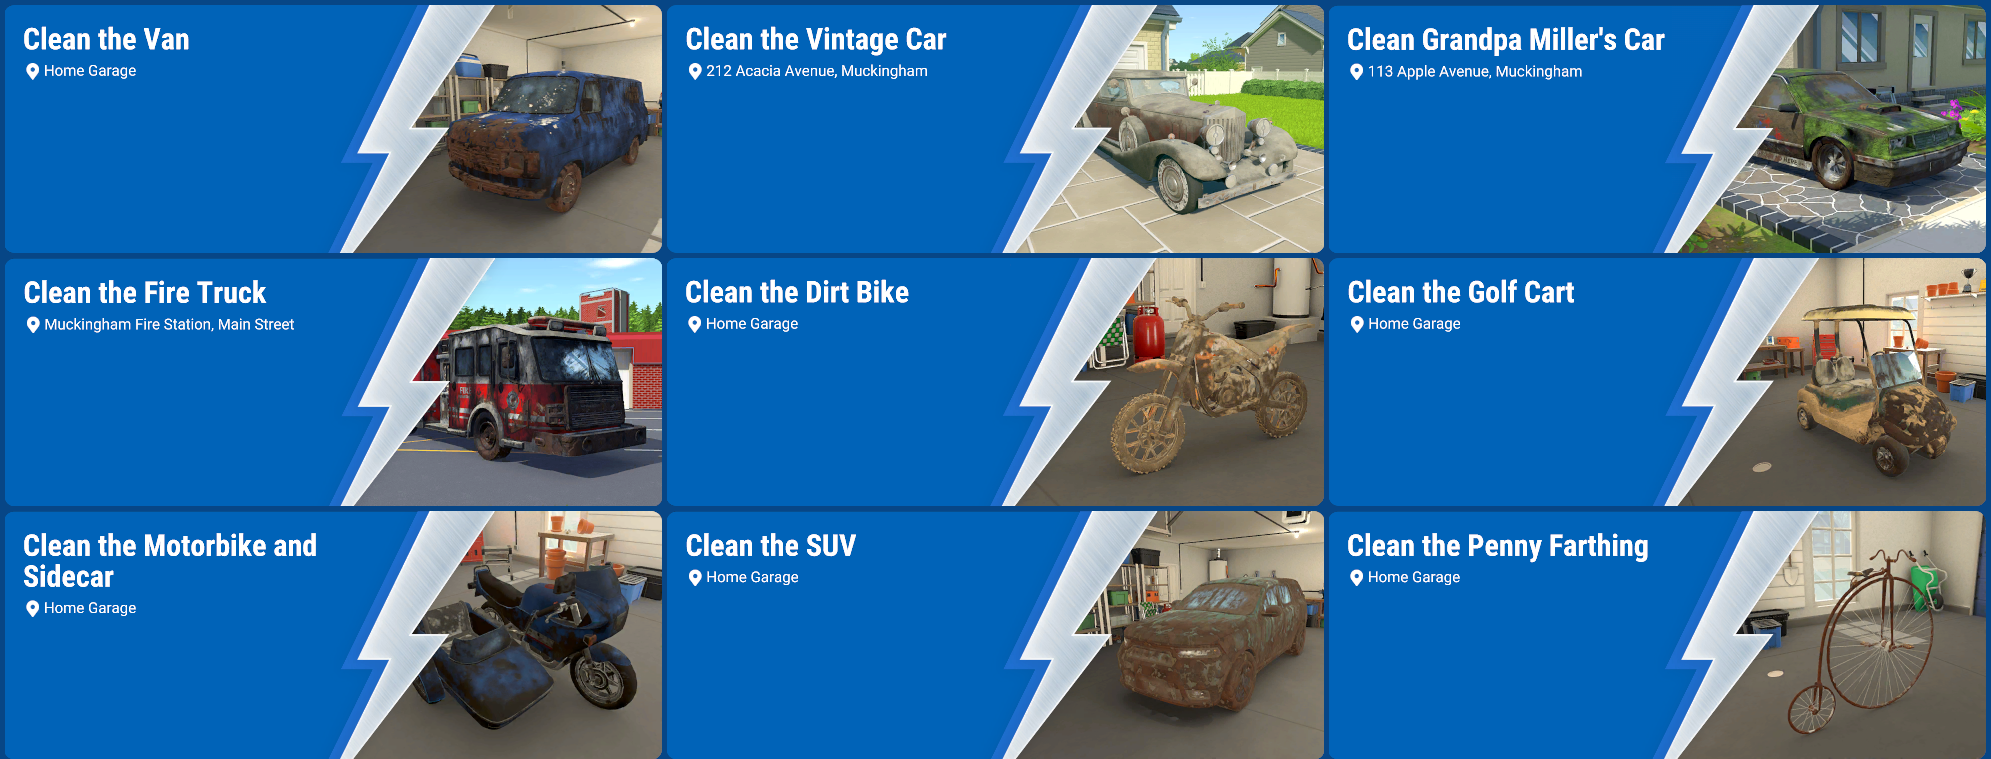 Clean the Van
Home Garage
Clean the Vintage Car
212 Acacia Avenue, Muckingham
Clean Grandpa Miller's Car
113 Apple Avenue, Muckingham
Clean the Fire Truck
Muckingham Fire Station, Main Street
Clean the Dirt Bike
Home Garage
Clean the Golf Cart
Home Garage
Clean the Motorbike and
Sidecar
Home Garage
Clean the SUV
Home Garage
Clean the Penny Farthing
Home Garage